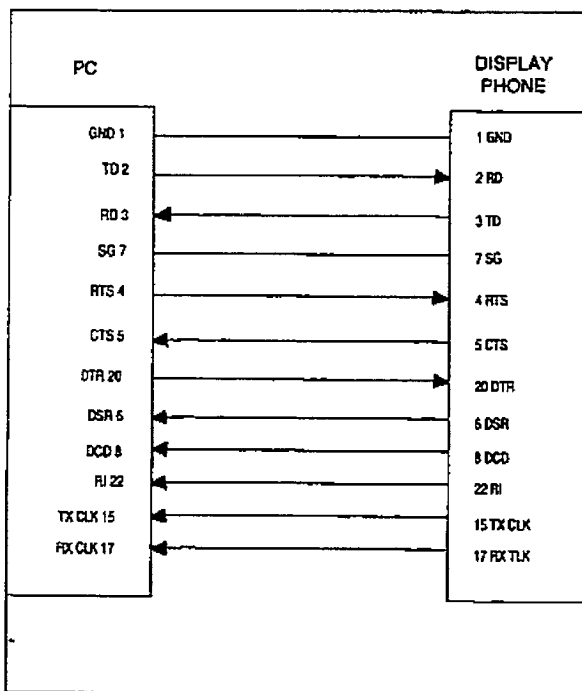 PC
DISPLAY
PHONE
GND 1
1 GND
TD 2
2 RD
RD 3
3 TD
SG 7
7 SG
RTS 4
4 RTS
CTS 5
5 CTS
DTR 20
20 DTR
DSR 6
6 DSR
DCD 8
8 DCD
RI 22
22 RI
TX CLK 15
15 TX CLK
RX CLK 17
17 RX TLK